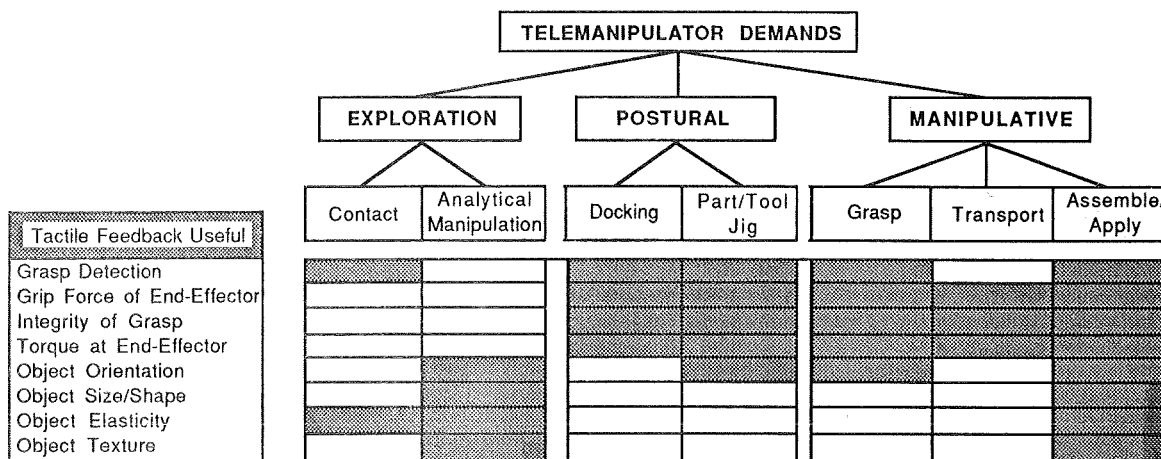 TELEMANIPULATOR DEMANDS
EXPLORATION
POSTURAL
MANIPULATIVE
Contact
Analytical
Manipulation
Docking
Part/Tool
Jig
Grasp
Transport
Assemble/
Apply
Tactile Feedback Useful
Grasp Detection
Grip Force of End-Effector
Integrity of Grasp
Torque at End-Effector
Object Orientation
Object Size/Shape
Object Elasticity
Object Texture